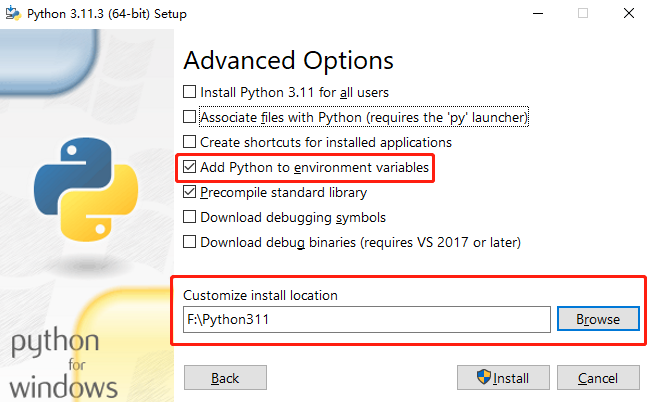 Python 3.11.3 (64-bit) Setup
Advanced Options
Install Python 3.11 for all users
Associate files with Python (requires the 'py' launcher)
Create shortcuts for installed applications
Add Python to environment variables
Precompile standard library
Download debugging symbols
Download debug binaries (requires VS 2017 or later)
Customize install location
F:\Python311
Browse
python
for
windows
Back
Install
Cancel